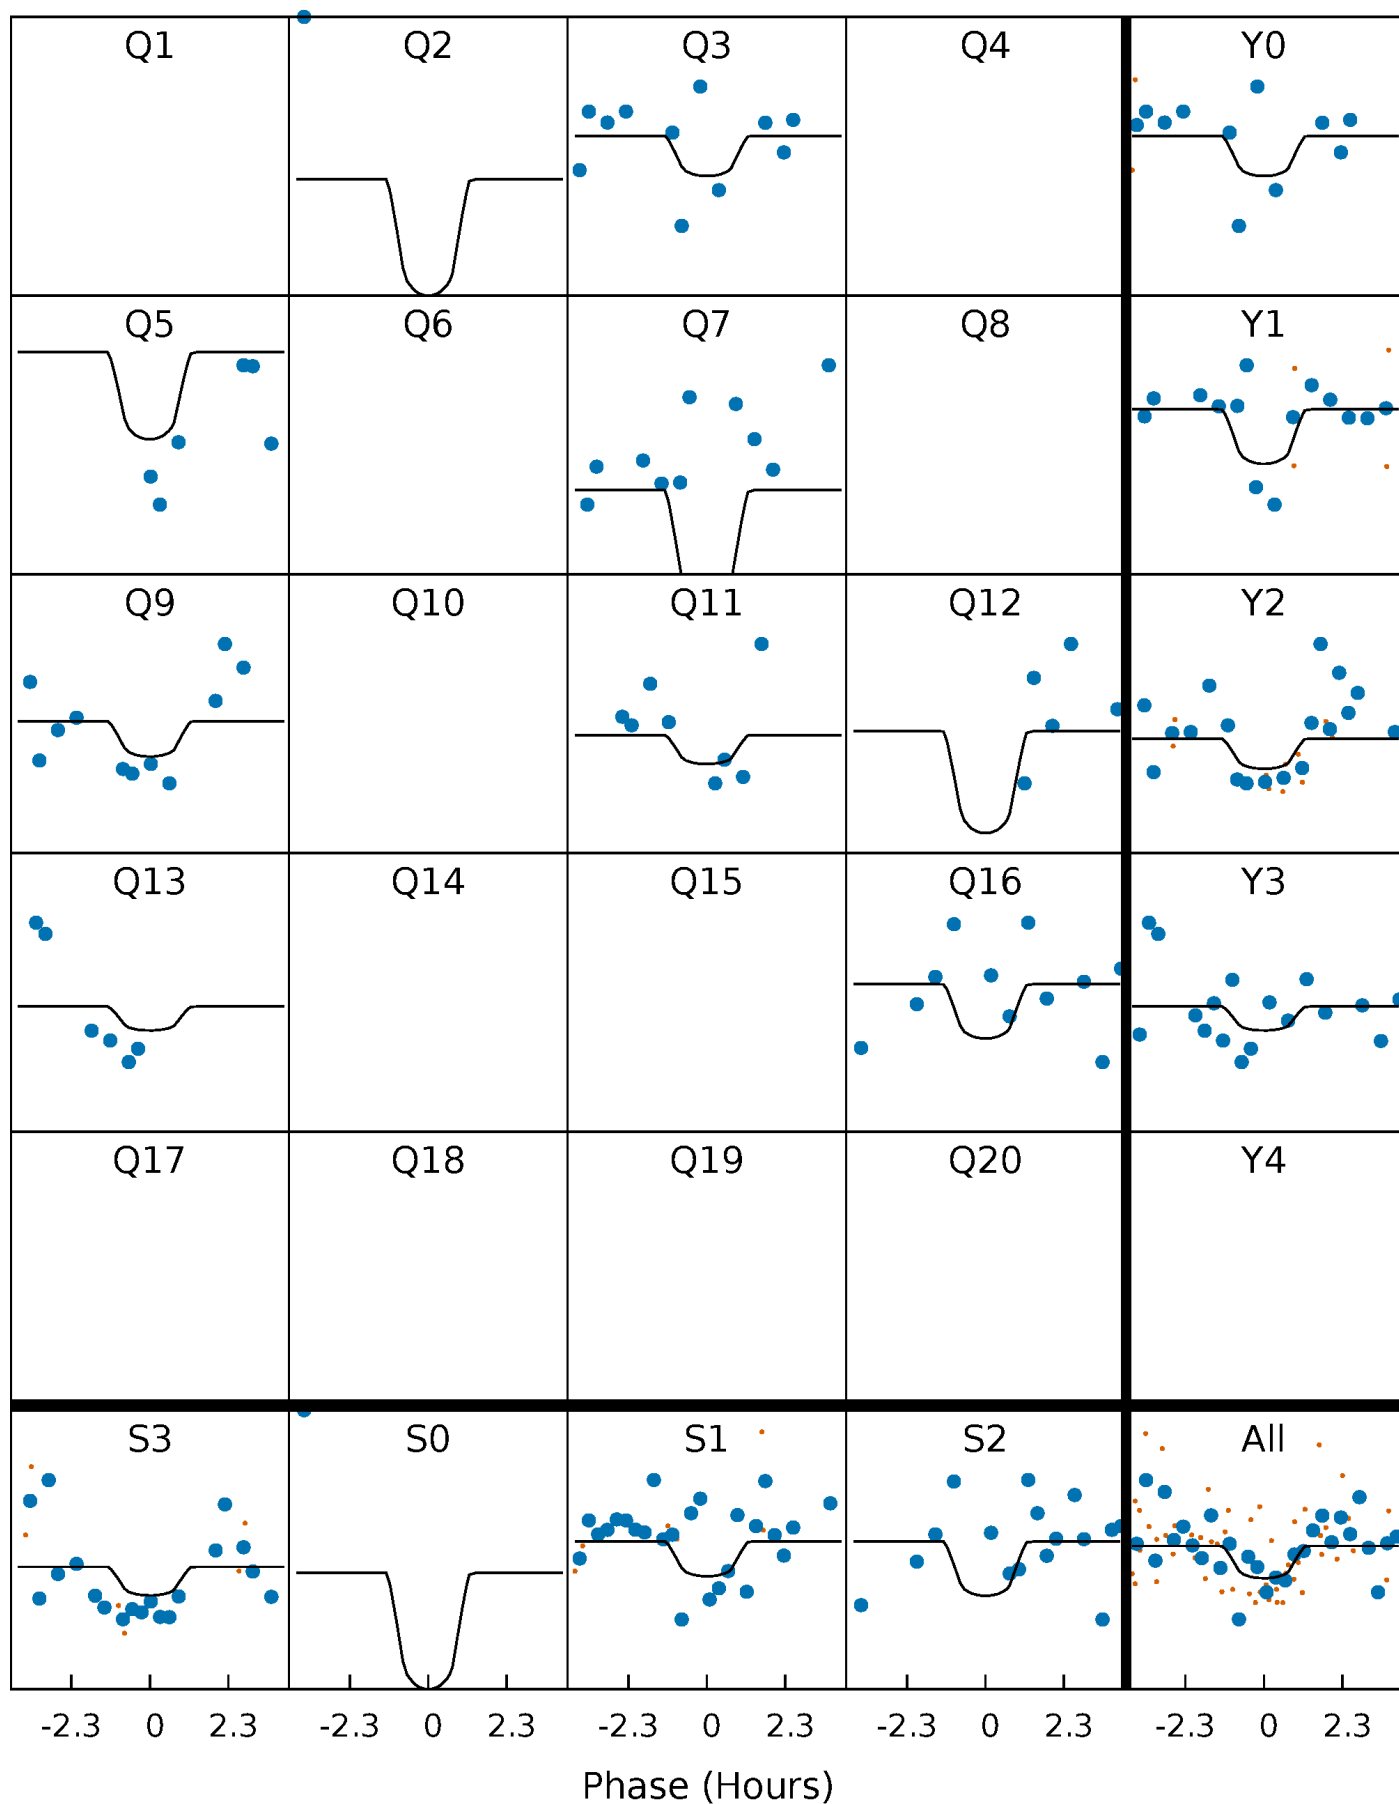 Q1 Q2 Q3 Q4 Y0
Q5 Q6 Q7 Q8 Y1
Q9 Q10 Q11 Q12 Y2
Q13 Q14 Q15 Q16 Y3
Q17 Q18 Q19 Q20 Y4
S3 S0 S1 S2 All
-2.3 0 2.3 -2.3 0 2.3 -2.3 0 2.3 -2.3 0 2.3 -2.3 0 2.3
Phase (Hours)